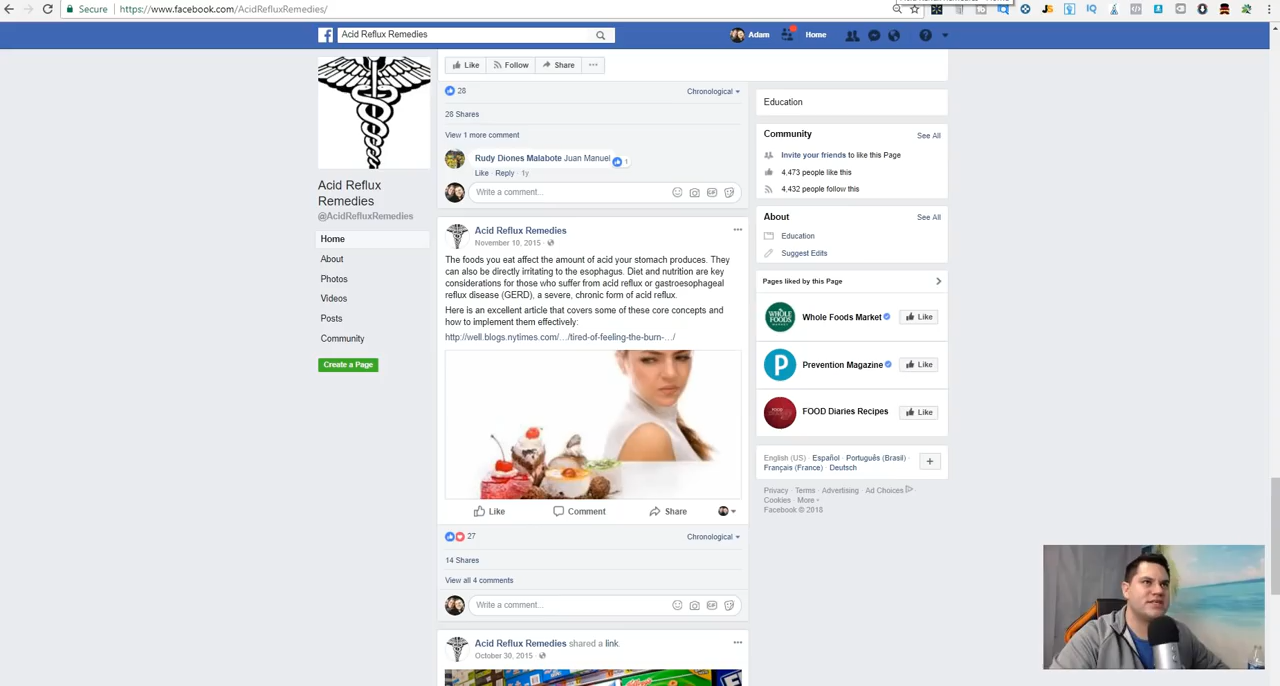 Secure
https://www.facebook.com/AcidRefluxRemedies/
Acid Reflux Remedies
Adam
Home
Like
Follow
Share
Acid Reflux
Remedies
@AcidRefluxRemedies
Home
About
Photos
Videos
Posts
Community
Create a Page
28
Chronological
28 Shares
View 1 more comment
Rudy Diones Malabote Juan Manuel
1
Like · Reply · 1y
Write a comment...
Acid Reflux Remedies
November 10, 2015 ·
The foods you eat affect the amount of acid your stomach produces. They
can also be directly irritating to the esophagus. Diet and nutrition are key
considerations for those who suffer from acid reflux or gastroesophageal
reflux disease (GERD), a severe, chronic form of acid reflux.
Here is an excellent article that covers some of these core concepts and
how to implement them effectively:
http://well.blogs.nytimes.com/…/tired-of-feeling-the-burn-…/
Like
Comment
Share
27
Chronological
14 Shares
View all 4 comments
Write a comment...
Acid Reflux Remedies shared a link.
October 30, 2015 ·
Education
Community
See All
Invite your friends to like this Page
4,473 people like this
4,432 people follow this
About
See All
Education
Suggest Edits
Pages liked by this Page
Whole Foods Market
Like
Prevention Magazine
Like
FOOD Diaries Recipes
Like
English (US) · Español · Português (Brasil) ·
Français (France) · Deutsch
Privacy · Terms · Advertising · Ad Choices
Cookies · More
Facebook © 2018